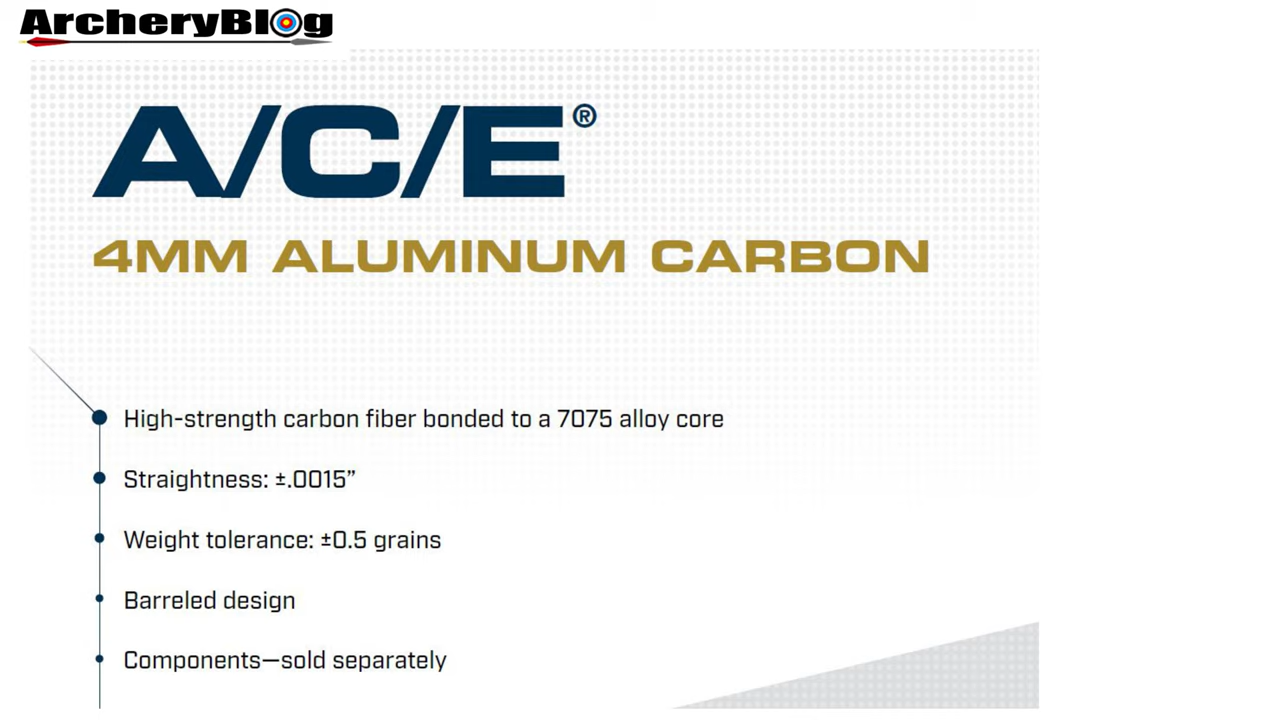 ArcheryBlog
A/C/E®
4MM ALUMINUM CARBON
High-strength carbon fiber bonded to a 7075 alloy core
Straightness: ±.0015”
Weight tolerance: ±0.5 grains
Barreled design
Components—sold separately